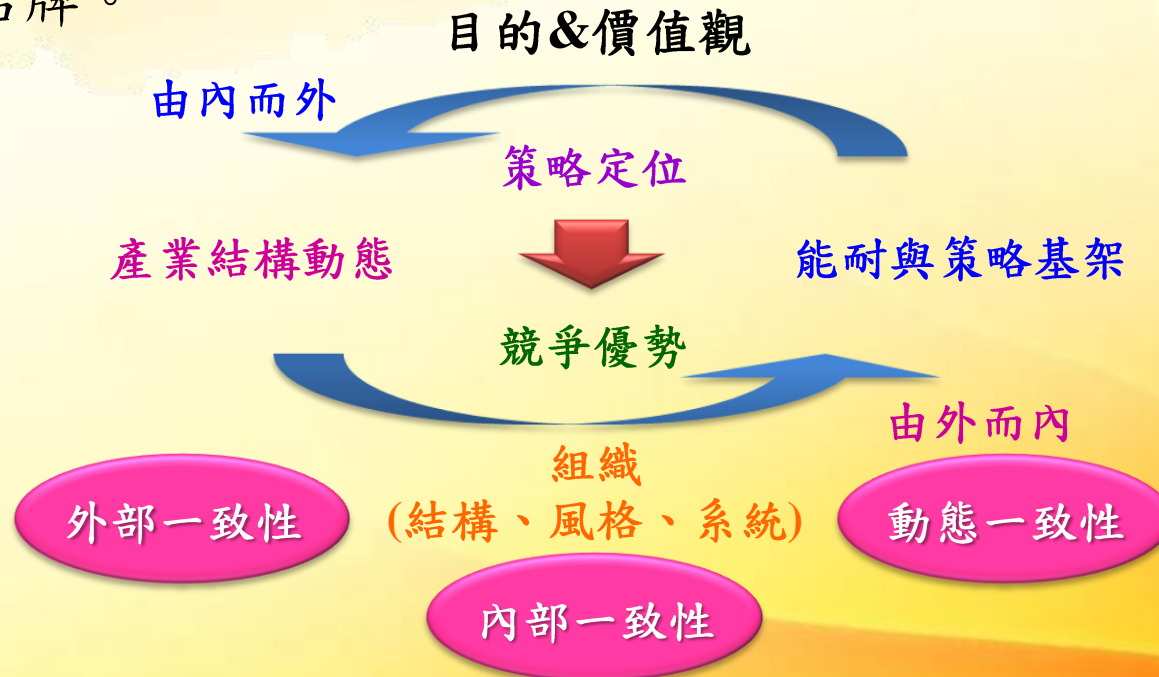 牌。
目的&價值觀
由內而外
策略定位
產業結構動態
能耐與策略基架
競爭優勢
由外而內
組織
(結構、風格、系統)
外部一致性
動態一致性
內部一致性